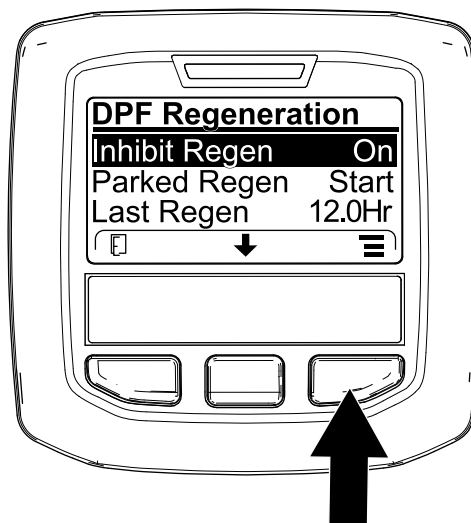 DPF Regeneration
Inhibit Regen On
Parked Regen Start
Last Regen 12.0Hr